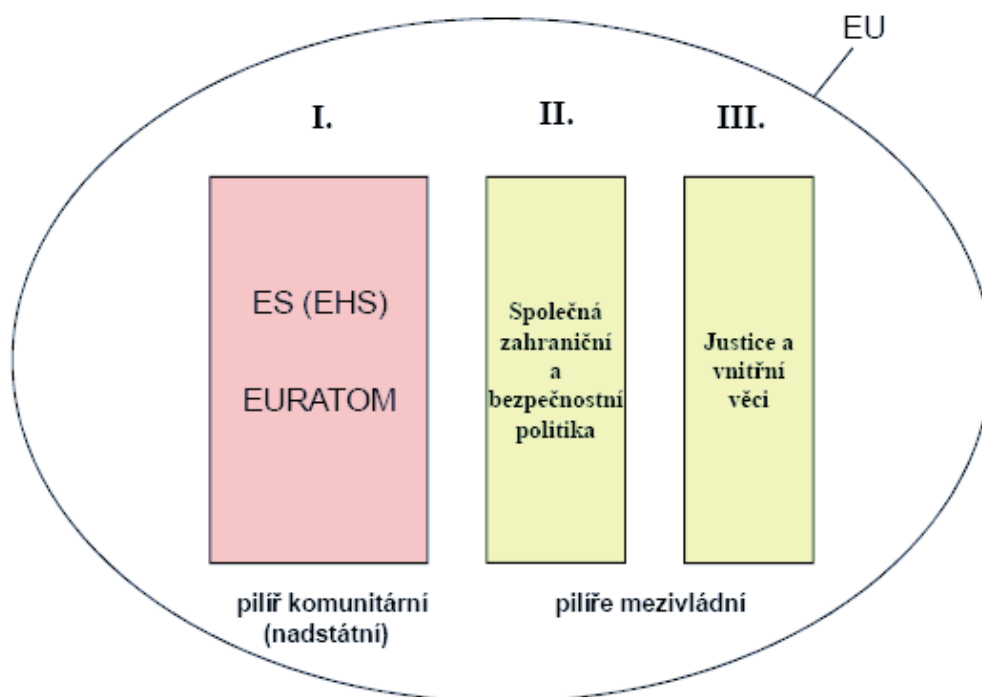 EU
I.
II.
III.
ES (EHS)
EURATOM
Společná
zahraniční
a
bezpečnostní
politika
Justice a
vnitřní
věci
pilíř komunitární
(nadstátní)
pilíře mezivládní